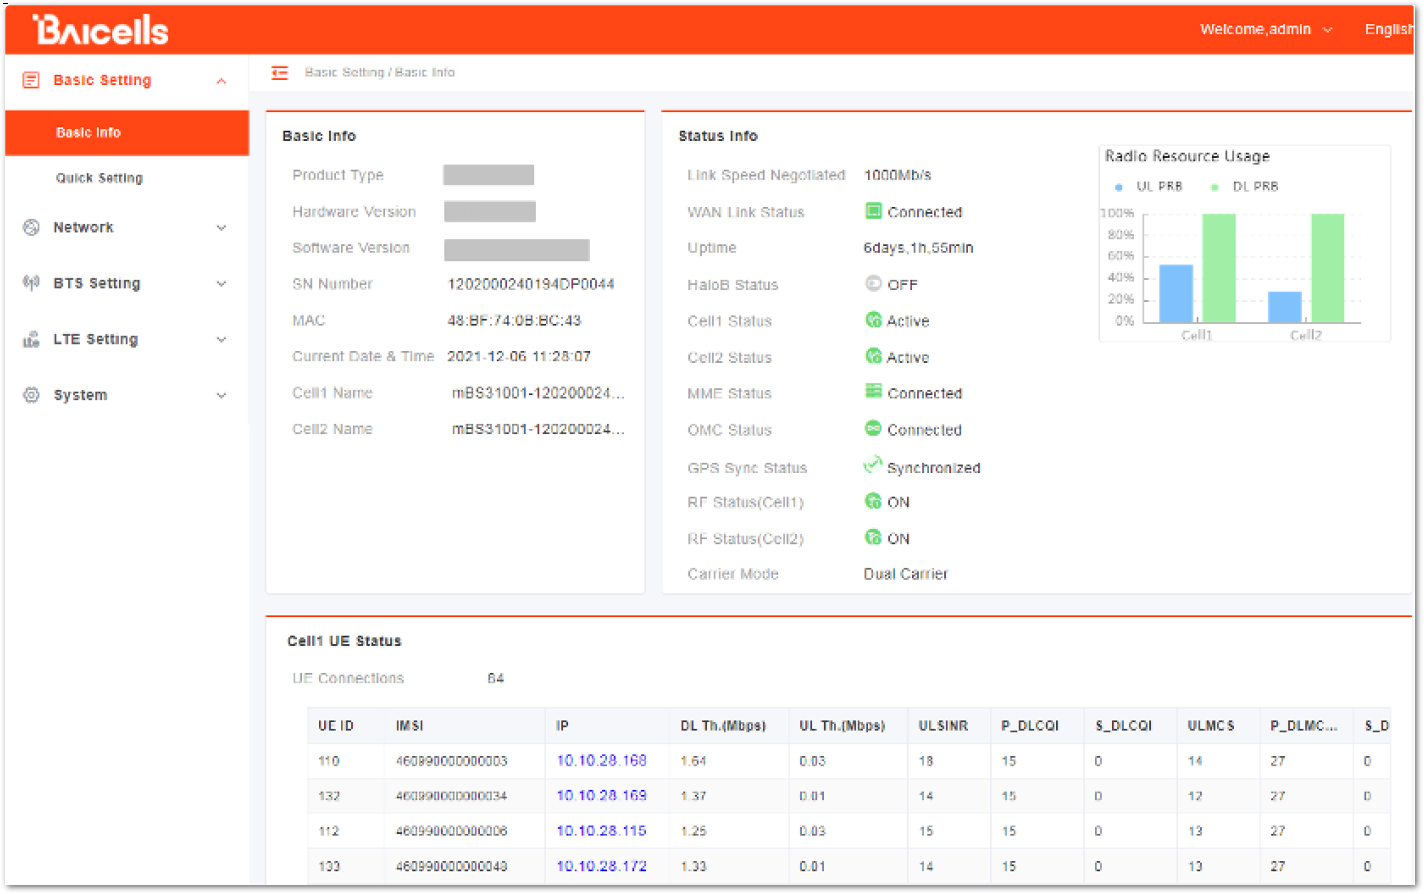 BAICELLS
Welcome,admin
English
Basic Setting
Basic Info
Quick Setting
Network
BTS Setting
LTE Setting
System
Basic Setting / Basic Info
Basic Info
Product Type
Hardware Version
Software Version
SN Number 1202000240194DP0044
MAC 48:BF:74:0B:BC:43
Current Date & Time 2021-12-06 11:28:07
Cell1 Name mBS31001-120200024...
Cell2 Name mBS31001-120200024...
Status Info
Link Speed Negotiated 1000Mb/s
WAN Link Status Connected
Uptime 6days,1h,55min
HaloB Status OFF
Cell1 Status Active
Cell2 Status Active
MME Status Connected
OMC Status Connected
GPS Sync Status Synchronized
RF Status(Cell1) ON
RF Status(Cell2) ON
Carrier Mode Dual Carrier
Radio Resource Usage
UL PRB DL PRB
100%
80%
60%
40%
20%
0%
Cell1 Cell2
Cell1 UE Status
UE Connections 64
UE ID IMSI IP DL Th.(Mbps) UL Th.(Mbps) ULSINR P_DLCQI S_DLCQI ULMCS P_DLMC... S_D
110 460990000000003 10.10.28.168 1.64 0.03 18 15 0 14 27 0
132 460990000000034 10.10.28.169 1.37 0.01 14 15 0 12 27 0
112 460990000000006 10.10.28.115 1.25 0.03 15 15 0 13 27 0
133 460990000000048 10.10.28.172 1.33 0.01 14 15 0 13 27 0